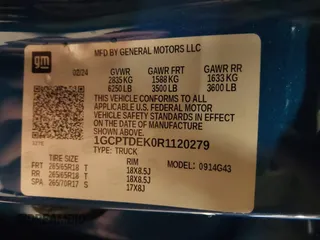 gm
MFD BY GENERAL MOTORS LLC
02/24 GVWR GAWR FRT GAWR RR
2835 KG 1588 KG 1633 KG
6250 LB 3500 LB 3600 LB
THIS VEHICLE CONFORMS TO ALL
APPLICABLE U.S. FEDERAL MOTOR
VEHICLE SAFETY
STANDARDS IN EFFECT ON THE
DATE OF MANUFACTURE
SHOWN ABOVE.
1GCPTDEK0R1120279
TYPE: TRUCK MODEL: 0914G43
TIRE SIZE RIM
FRT 265/65R18 T 18X8.5J
RR 265/65R18 T 18X8.5J
SPA 265/70R17 S 17X8J